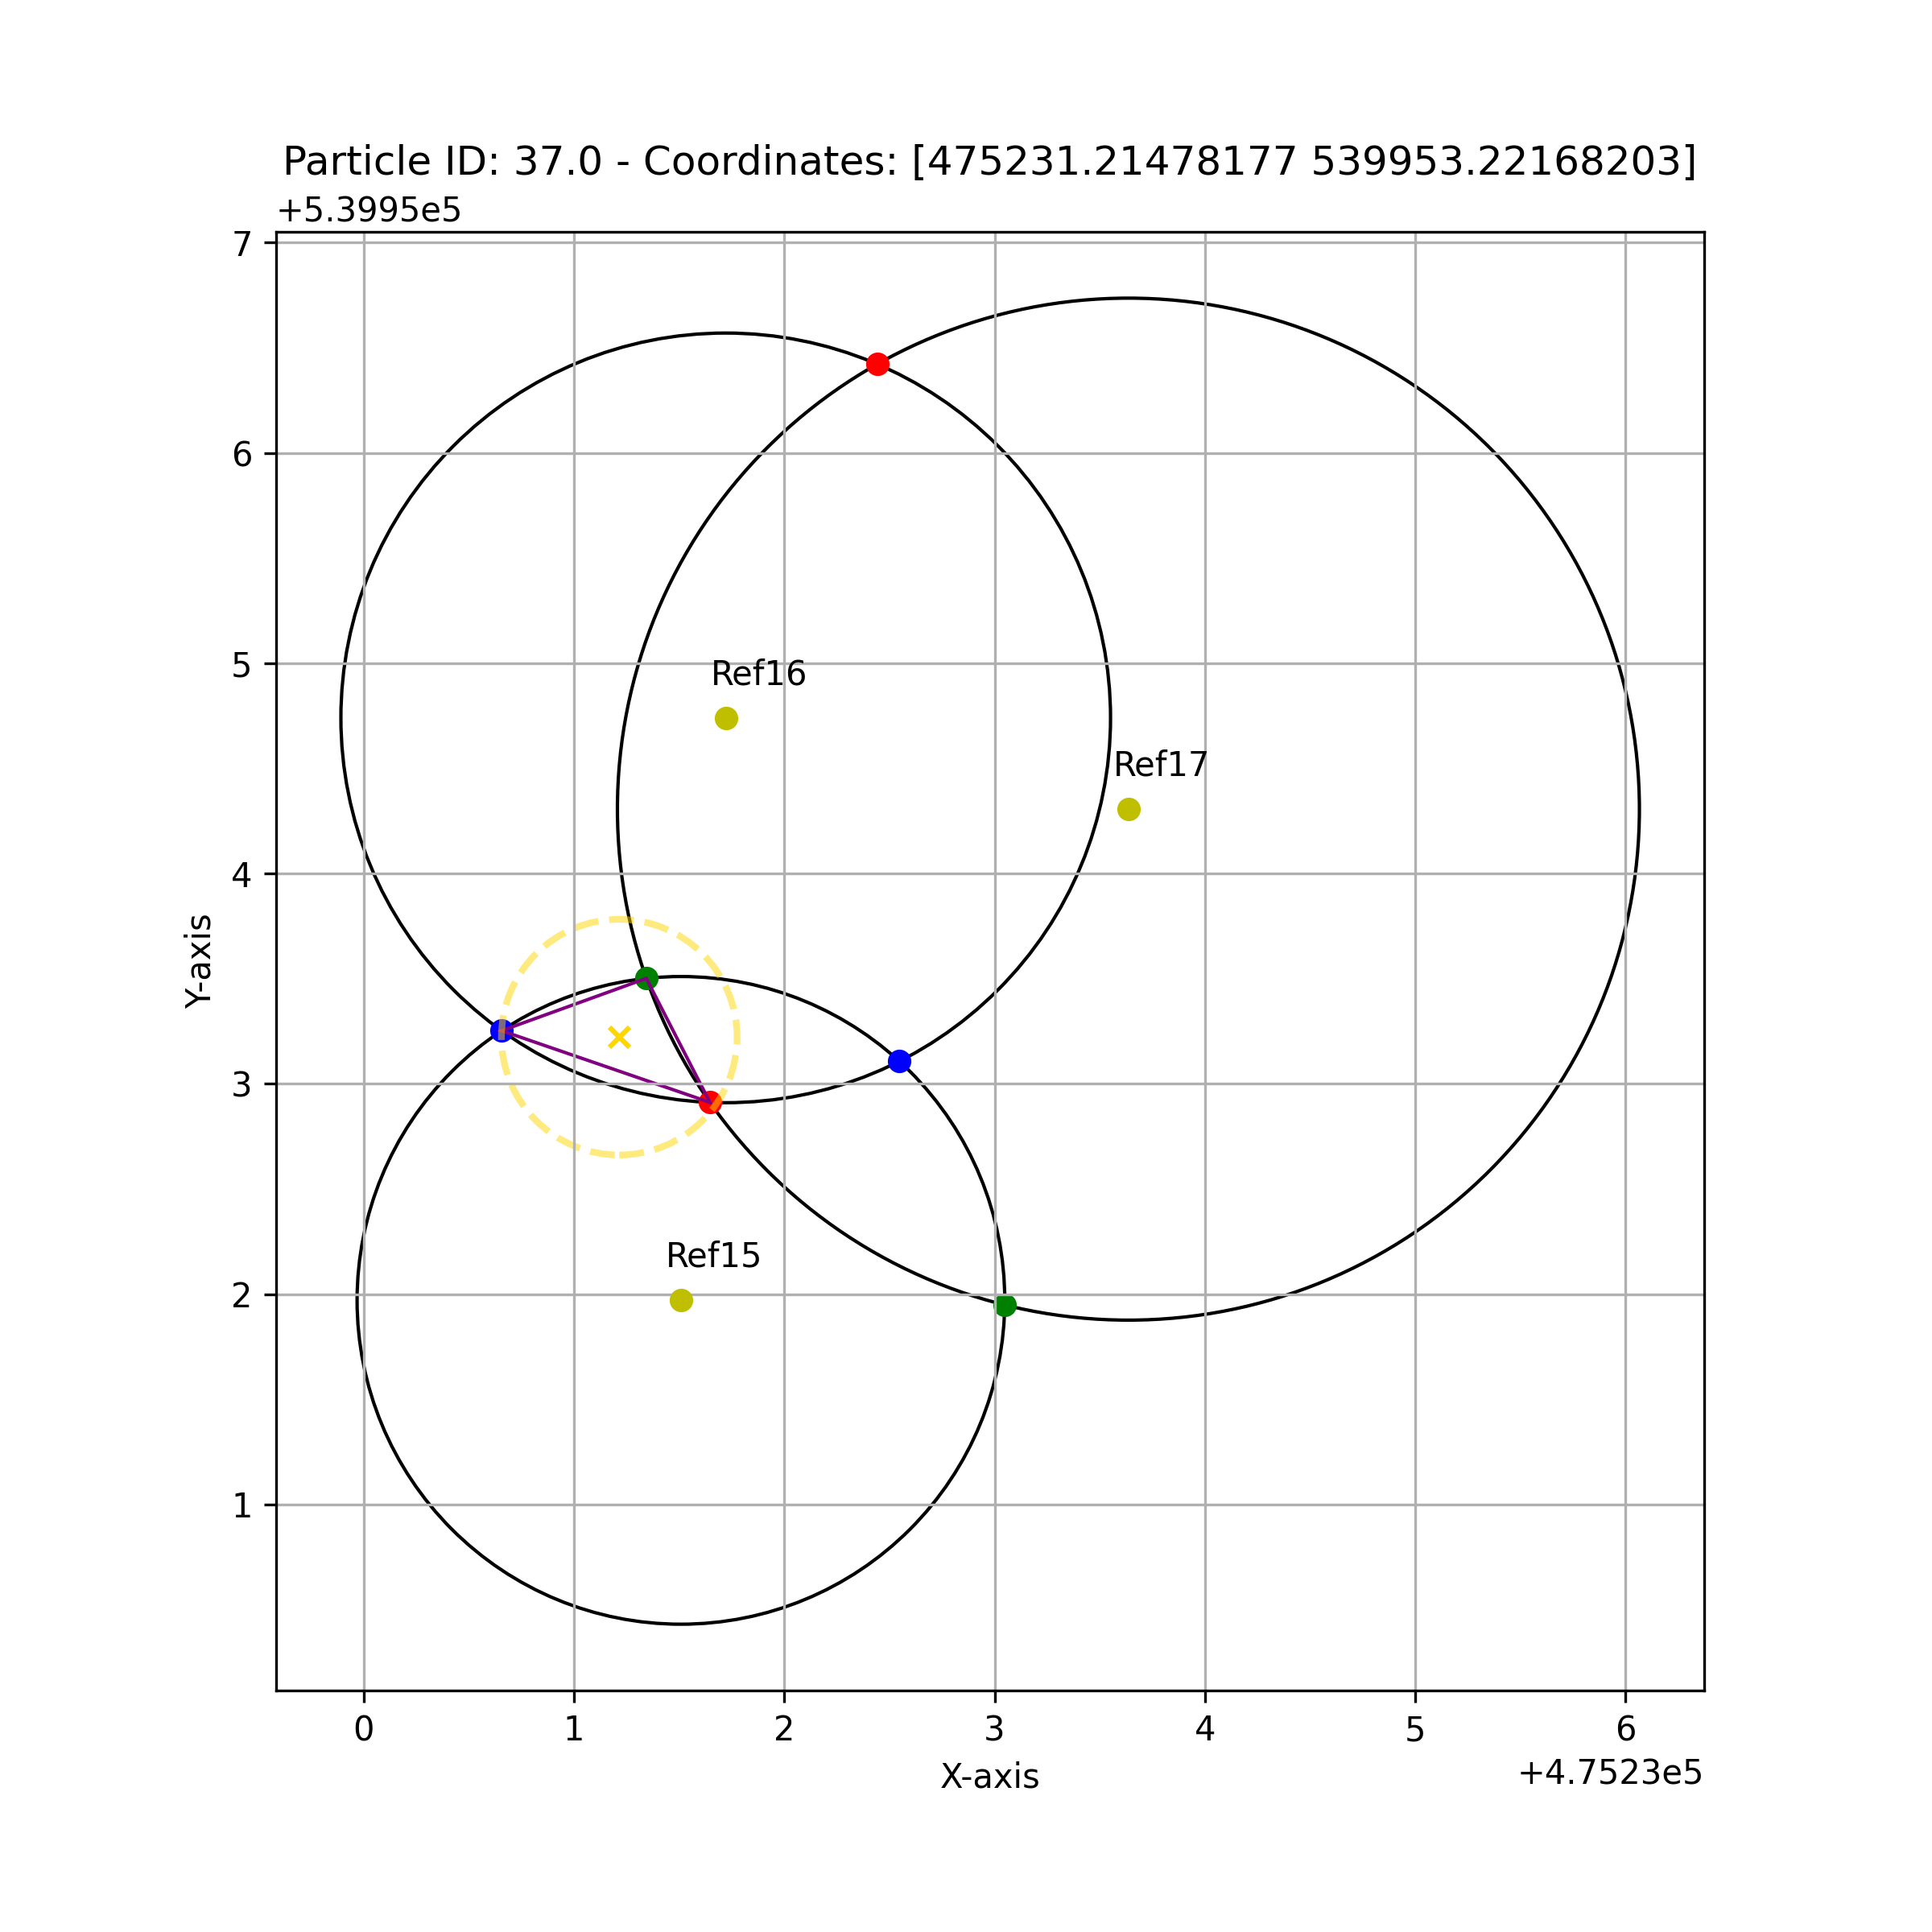 Particle ID: 37.0 - Coordinates: [475231.21478177 539953.22168203]
+5.3995e5
7
6
5
4
3
2
1
Y-axis
Ref16
Ref17
Ref15
0 1 2 3 4 5 6
X-axis
+4.7523e5